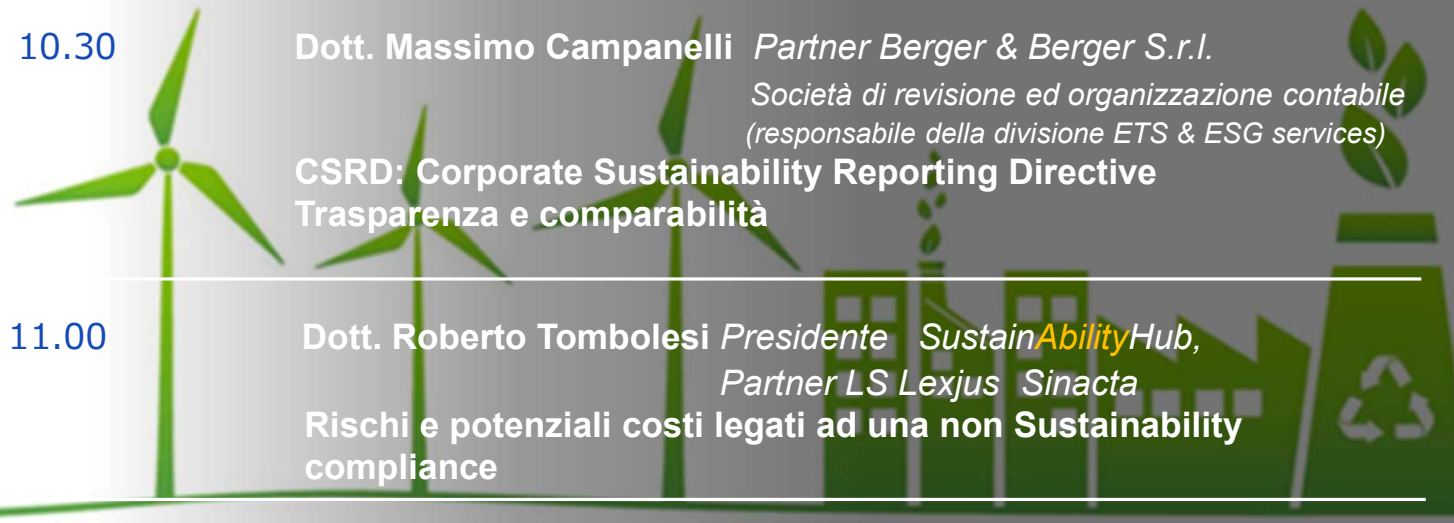 10.30 Dott. Massimo Campanelli Partner Berger & Berger S.r.l.
Società di revisione ed organizzazione contabile
(responsabile della divisione ETS & ESG services)
CSRD: Corporate Sustainability Reporting Directive
Trasparenza e comparabilità
11.00 Dott. Roberto Tombolesi Presidente SustainAbilityHub,
Partner LS Lexjus Sinacta
Rischi e potenziali costi legati ad una non Sustainability
compliance